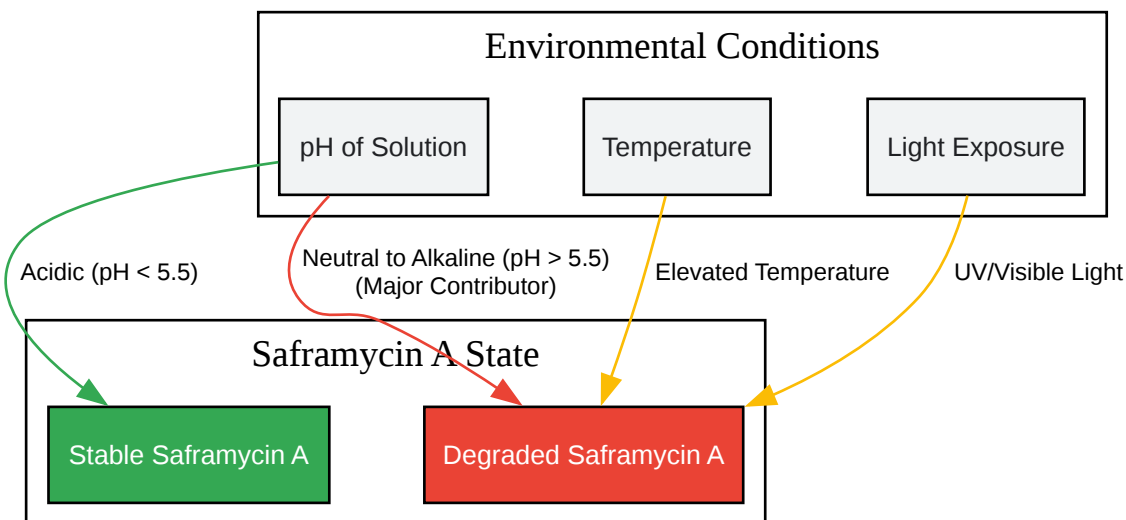 Environmental Conditions
pH of Solution
Temperature
Light Exposure
Acidic (pH < 5.5)
Neutral to Alkaline (pH > 5.5)
(Major Contributor)
Elevated Temperature
UV/Visible Light
Saframycin A State
Stable Saframycin A
Degraded Saframycin A